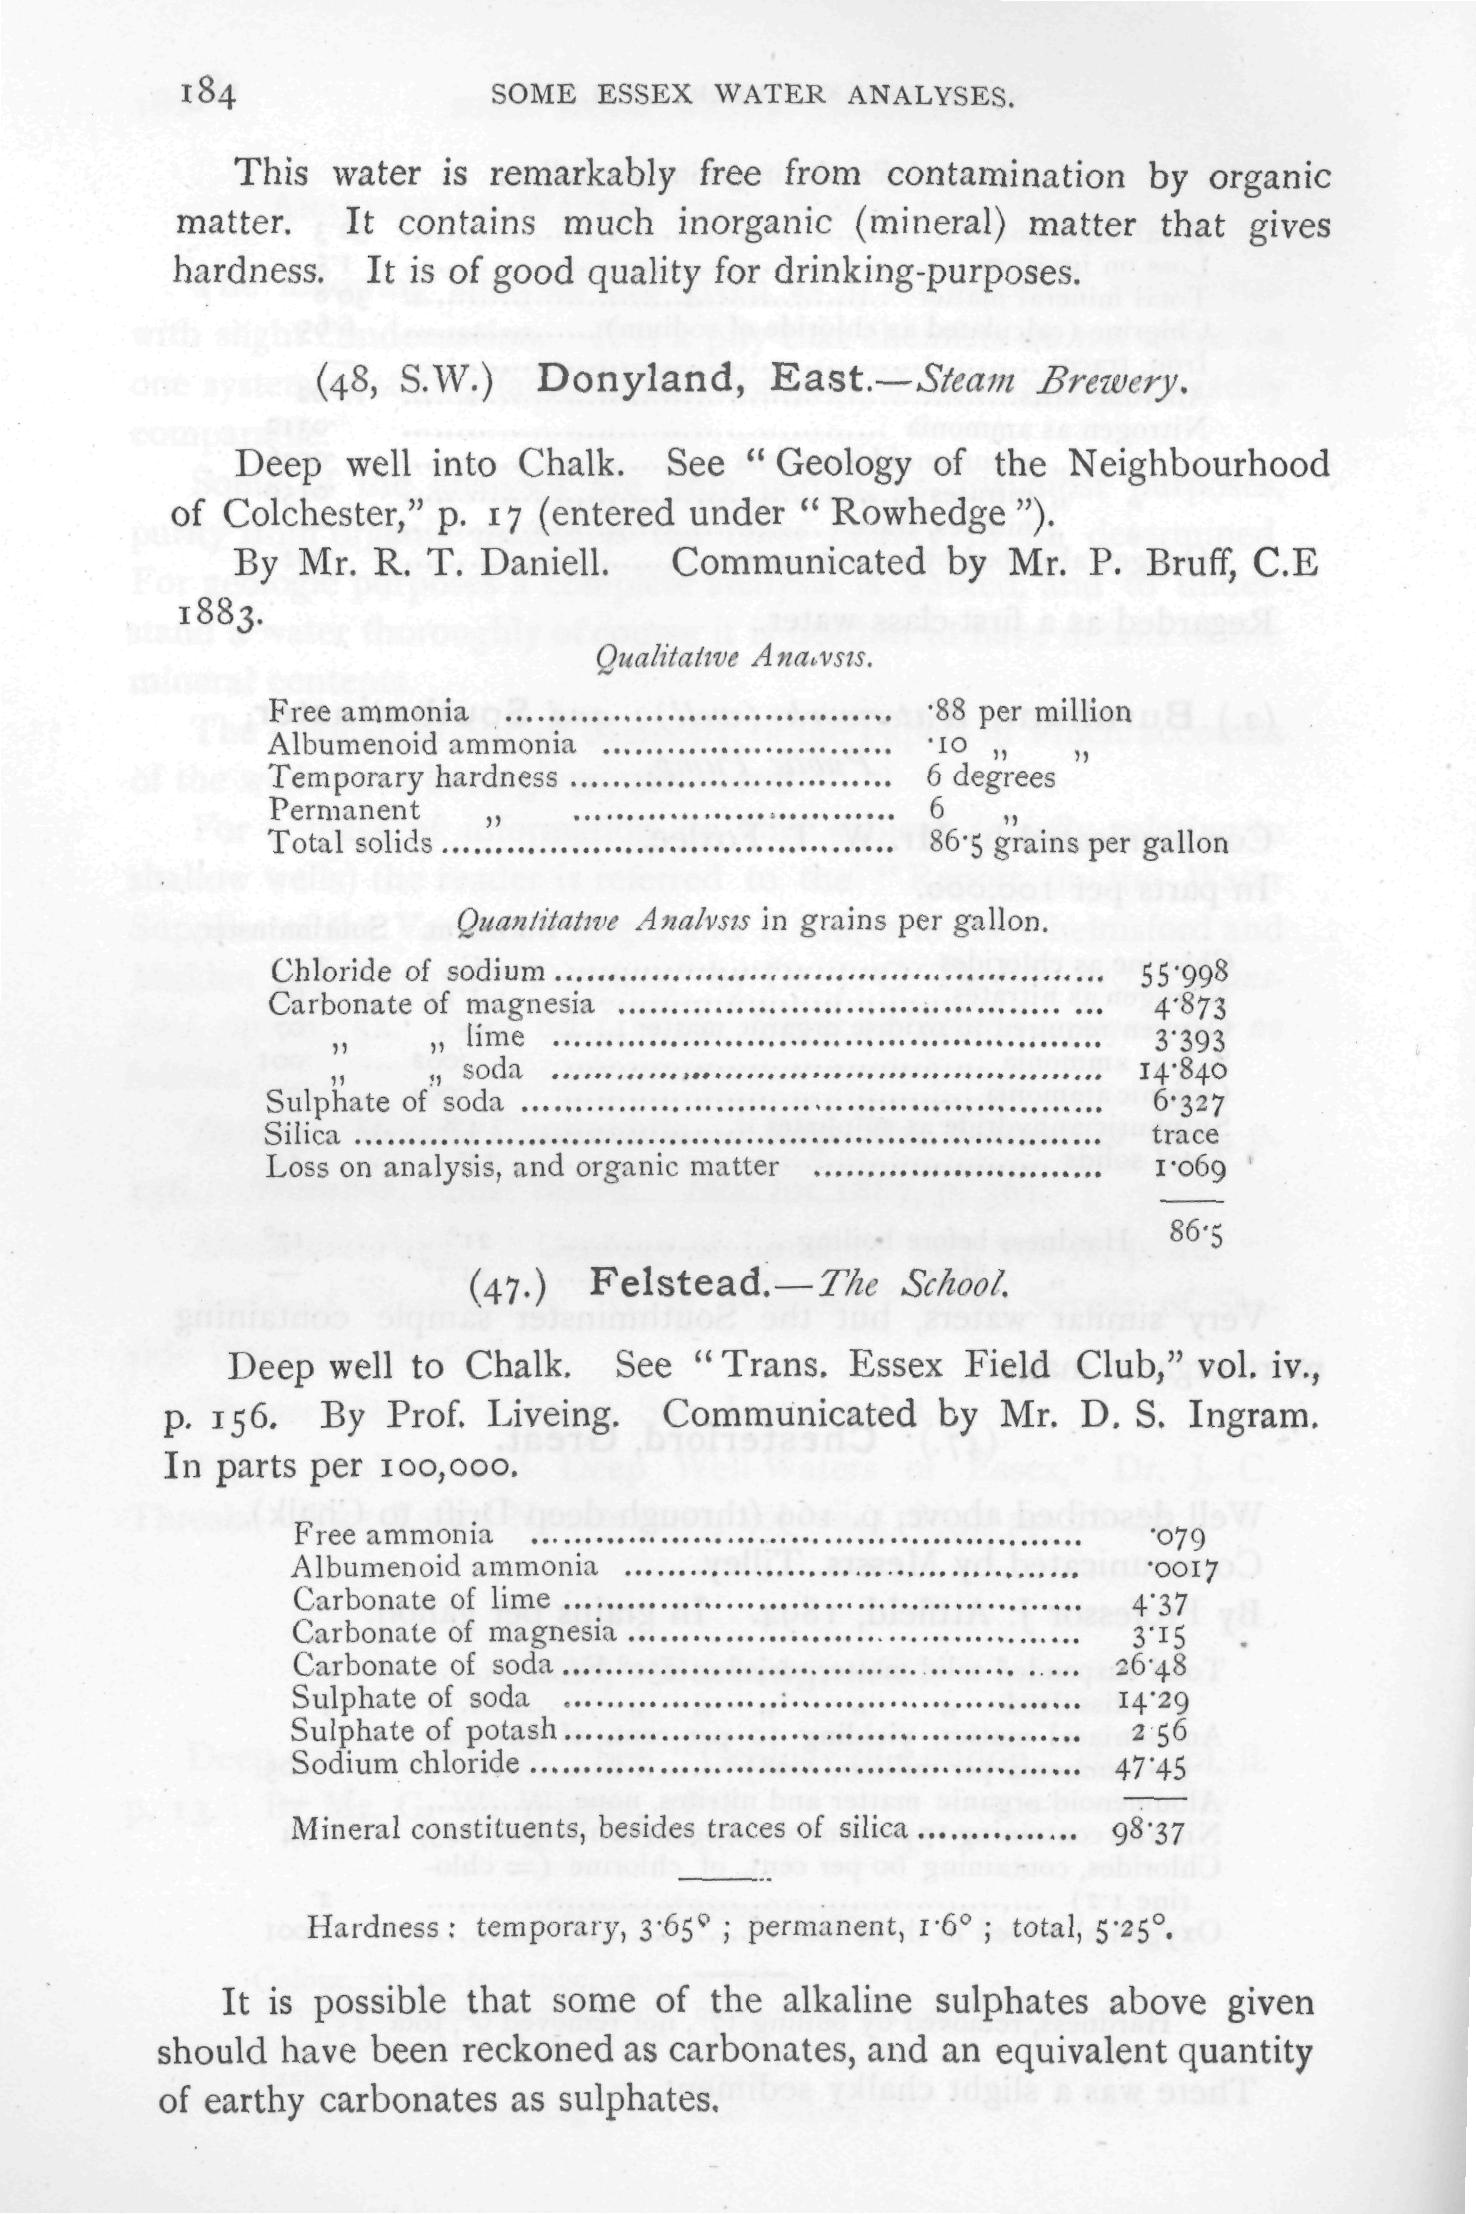 184 SOME ESSEX WATER ANALYSES.
This water is remarkably free from contamination by organic
matter. It contains much inorganic (mineral) matter that gives
hardness. It is of good quality for drinking-purposes.
(48, S.W.) Donyland, East.—Steam Brewery.
Deep well into Chalk. See “ Geology of the Neighbourhood
of Colchester,” p. 17 (entered under “ Rowhedge ”).
By Mr. R. T. Daniell. Communicated by Mr. P. Bruff, C.E
1883.
Qualitative Analysis.
Free ammonia .................................... ·88 per million
Albumenoid ammonia ........................... ·10 „ „
Temporary hardness .............................. 6 degrees
Permanent „ .............................. 6 „
Total solids .......................................... 86·5 grains per gallon
Quantitative Analysis in grains per gallon.
Chloride of sodium .................................................... 55·998
Carbonate of magnesia ......................................... ... 4·873
„ „ lime .................................................... 3·393
„ „ soda .................................................... 14·840
Sulphate of soda ...................................................... 6·327
Silica ...................................................................... trace
Loss on analysis, and organic matter ........................... 1·069
86·5
(47.) Felstead.—The School.
Deep well to Chalk. See “ Trans. Essex Field Club,” vol. iv.,
p. 156. By Prof. Liveing. Communicated by Mr. D. S. Ingram.
In parts per 100,000.
Free ammonia .................................................... ·079
Albumenoid ammonia ........................................... ·0017
Carbonate of lime ................................................ 4·37
Carbonate of magnesia .......................................... 3·15
Carbonate of soda ........................................ ..... 26·48
Sulphate of soda ................................................ 14·29
Sulphate of potash ................................................ 2·56
Sodium chloride .................................................... 47·45
Mineral constituents, besides traces of silica ............... 98·37
Hardness : temporary, 3·65° ; permanent, 1·6° ; total, 5·25°.
It is possible that some of the alkaline sulphates above given
should have been reckoned as carbonates, and an equivalent quantity
of earthy carbonates as sulphates.